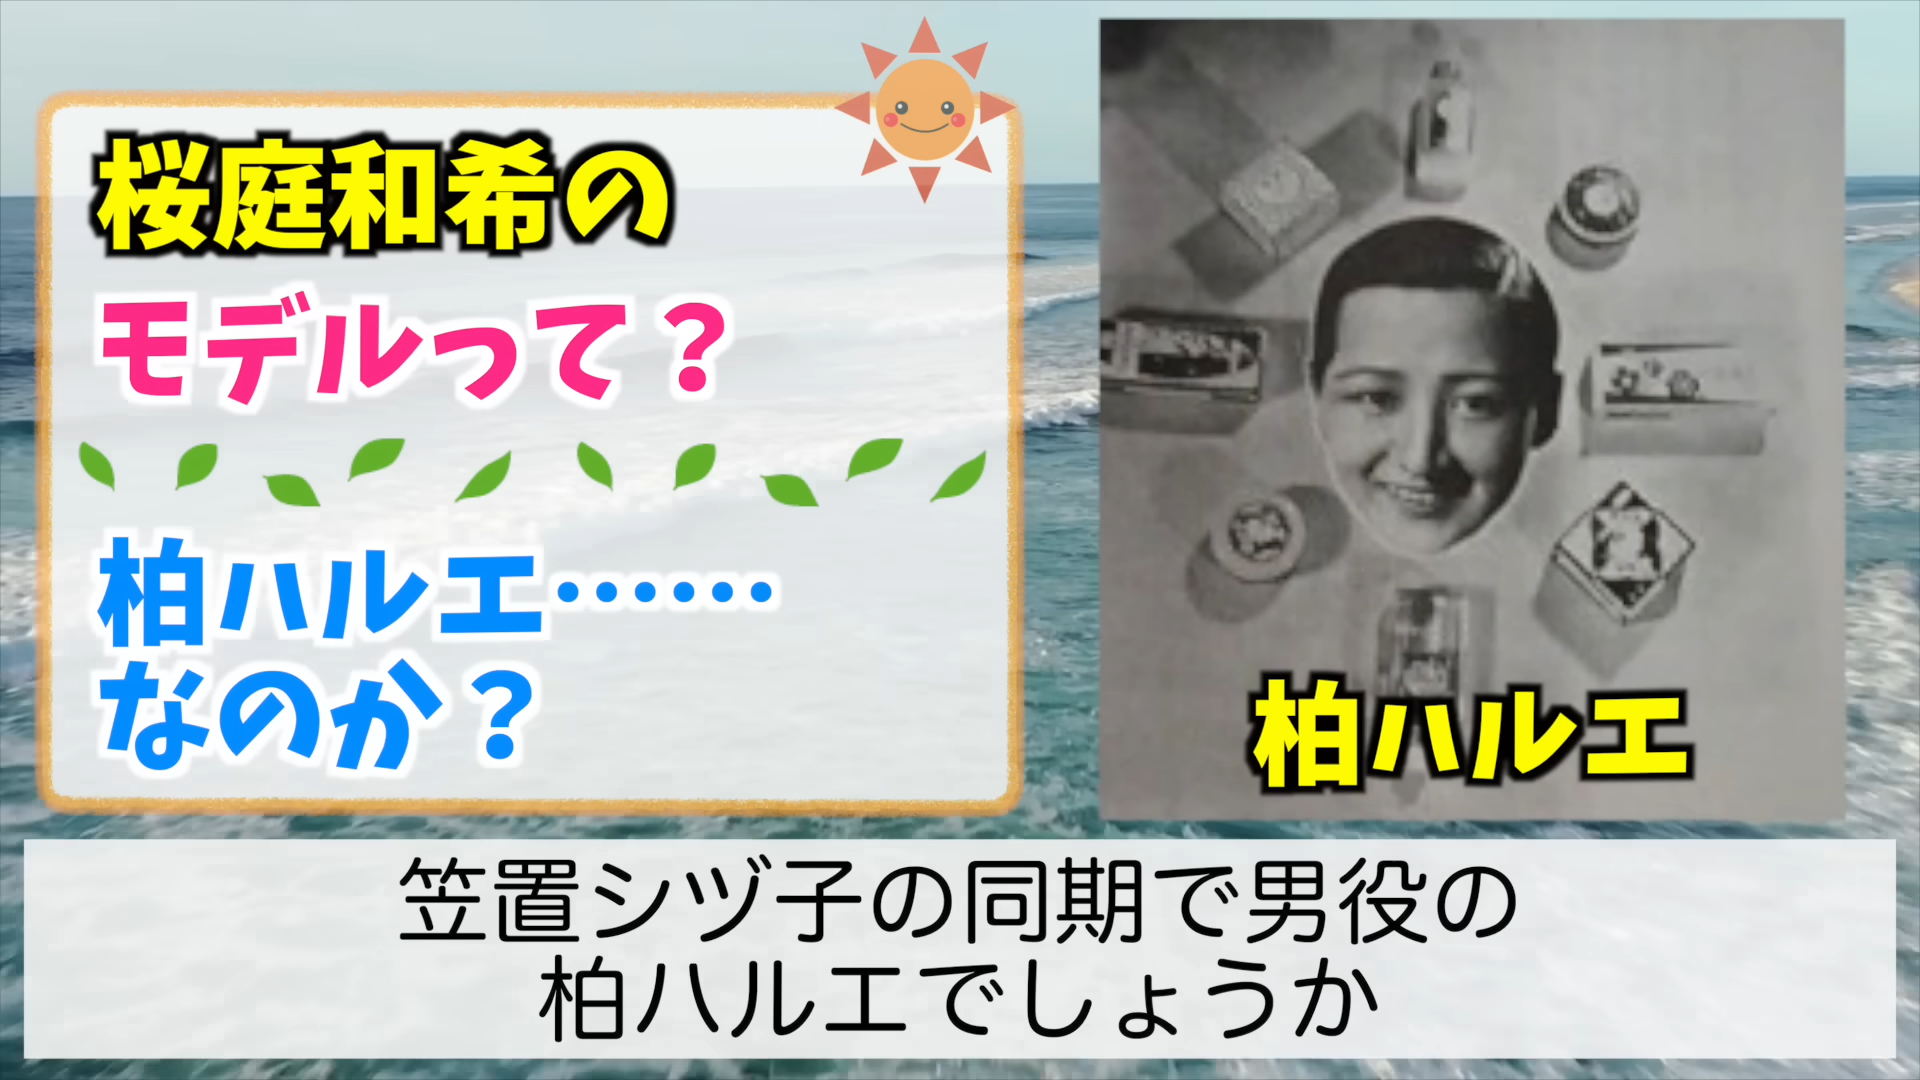 桜庭和希の
モデルって？
柏ハルエ……
なのか？
柏ハルエ
笠置シヅ子の同期で男役の
柏ハルエでしょうか